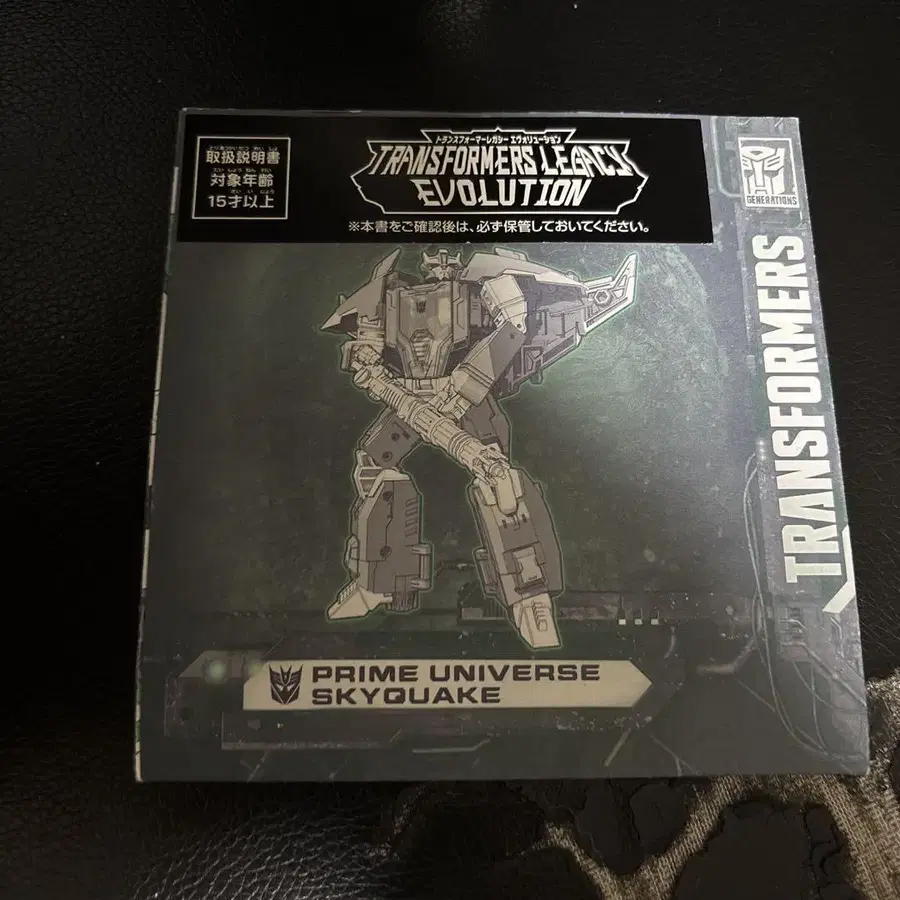 取扱説明書
対象年齢
15才以上
トランスフォーマーレガシー エヴォリューション
TRANSFORMERS LEGACY
EVOLUTION
※本書をご確認後は、必ず保管しておいてください。
GENERATIONS
TRANSFORMERS
PRIME UNIVERSE
SKYQUAKE